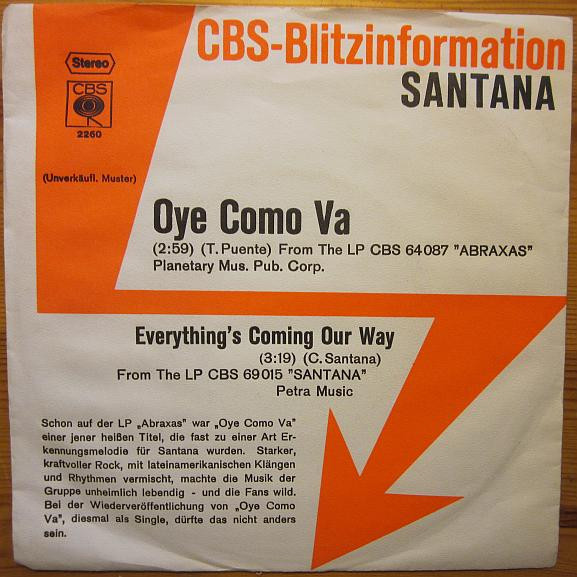 CBS-Blitzinformation
SANTANA
Stereo
CBS
2260
(Unverkäufl. Muster)
Oye Como Va
(2:59) (T. Puente) From The LP CBS 64087 "ABRAXAS"
Planetary Mus. Pub. Corp.
Everything's Coming Our Way
(3:19) (C. Santana)
From The LP CBS 69015 "SANTANA"
Petra Music
Schon auf der LP „Abraxas" war „Oye Como Va"
einer jener heißen Titel, die fast zu einer Art Er-
kennungsmelodie für Santana wurden. Starker,
kraftvoller Rock, mit lateinamerikanischen Klängen
und Rhythmen vermischt, machte die Musik der
Gruppe unheimlich lebendig - und die Fans wild.
Bei der Wiederveröffentlichung von „Oye Como
Va", diesmal als Single, dürfte das nicht anders
sein.